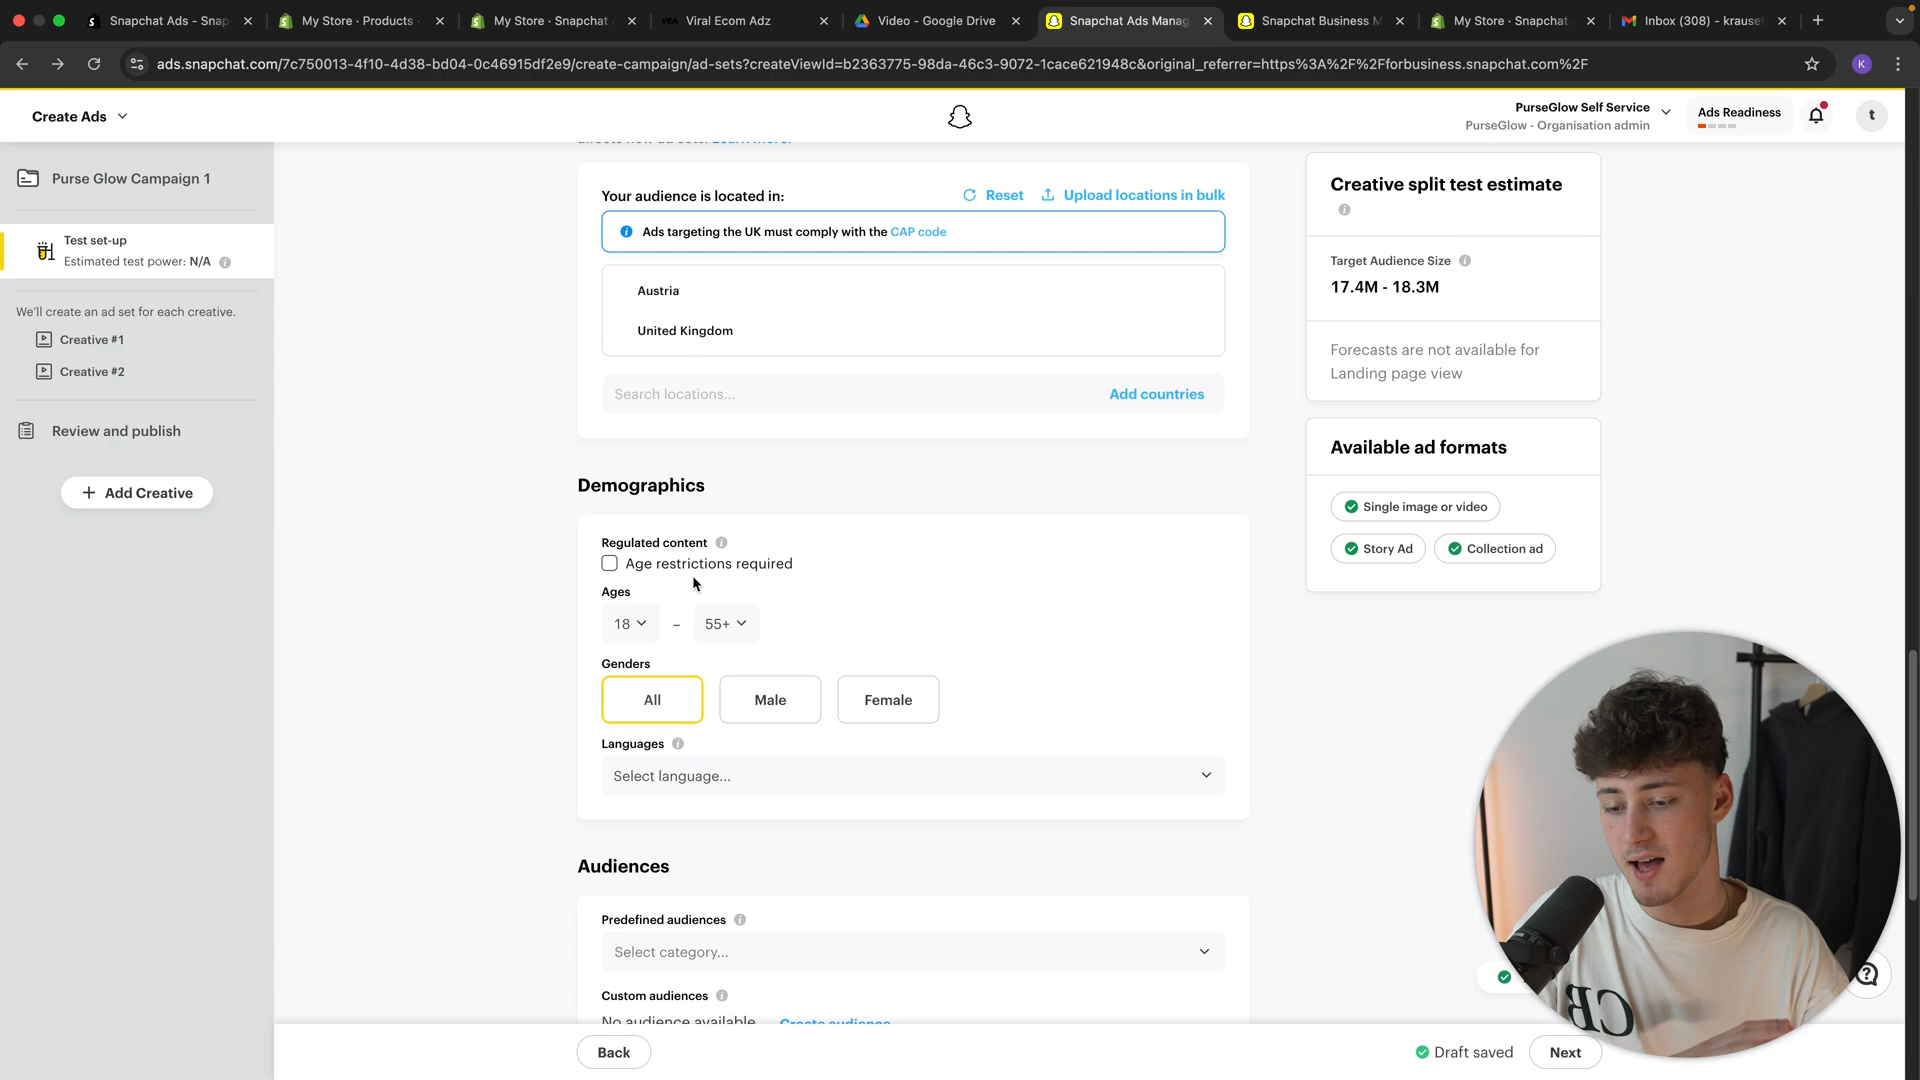 Snapchat Ads - Snap
My Store · Products
My Store · Snapchat
VEA
Viral Ecom Adz
Video - Google Drive
Snapchat Ads Manag
Snapchat Business M
My Store · Snapchat
Inbox (308) - krause
ads.snapchat.com/7c750013-4f10-4d38-bd04-0c46915df2e9/create-campaign/ad-sets?createViewId=b2363775-98da-46c3-9072-1cace621948c&original_referrer=https%3A%2F%2Fforbusiness.snapchat.com%2F
K
Create Ads
PurseGlow Self Service
PurseGlow - Organisation admin
Ads Readiness
t
Purse Glow Campaign 1
Test set-up
Estimated test power: N/A
We'll create an ad set for each creative.
Creative #1
Creative #2
Review and publish
+ Add Creative
Your audience is located in:
Reset
Upload locations in bulk
Ads targeting the UK must comply with the CAP code
Austria
United Kingdom
Search locations...
Add countries
Demographics
Regulated content
Age restrictions required
Ages
18 – 55+
Genders
All
Male
Female
Languages
Select language...
Audiences
Predefined audiences
Select category...
Custom audiences
No audience available
Create audience
Back
Draft saved
Next
Creative split test estimate
Target Audience Size
17.4M - 18.3M
Forecasts are not available for
Landing page view
Available ad formats
Single image or video
Story Ad
Collection ad